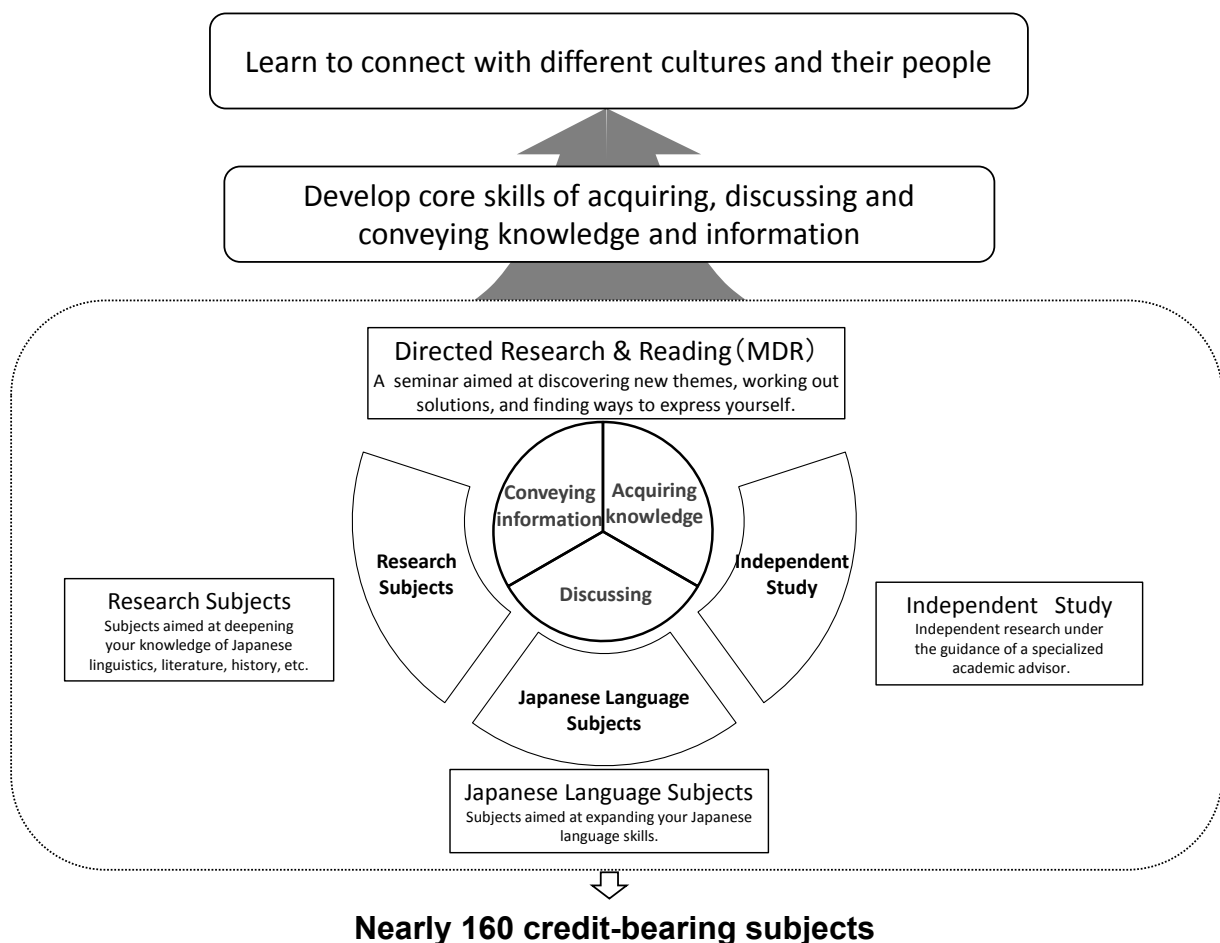 Learn to connect with different cultures and their people
Develop core skills of acquiring, discussing and
conveying knowledge and information
Directed Research & Reading（MDR）
A seminar aimed at discovering new themes, working out
solutions, and finding ways to express yourself.
Conveying
information
Acquiring
knowledge
Discussing
Research
Subjects
Independent
Study
Japanese Language
Subjects
Research Subjects
Subjects aimed at deepening
your knowledge of Japanese
linguistics, literature, history, etc.
Independent Study
Independent research under
the guidance of a specialized
academic advisor.
Japanese Language Subjects
Subjects aimed at expanding your Japanese
language skills.
Nearly 160 credit-bearing subjects